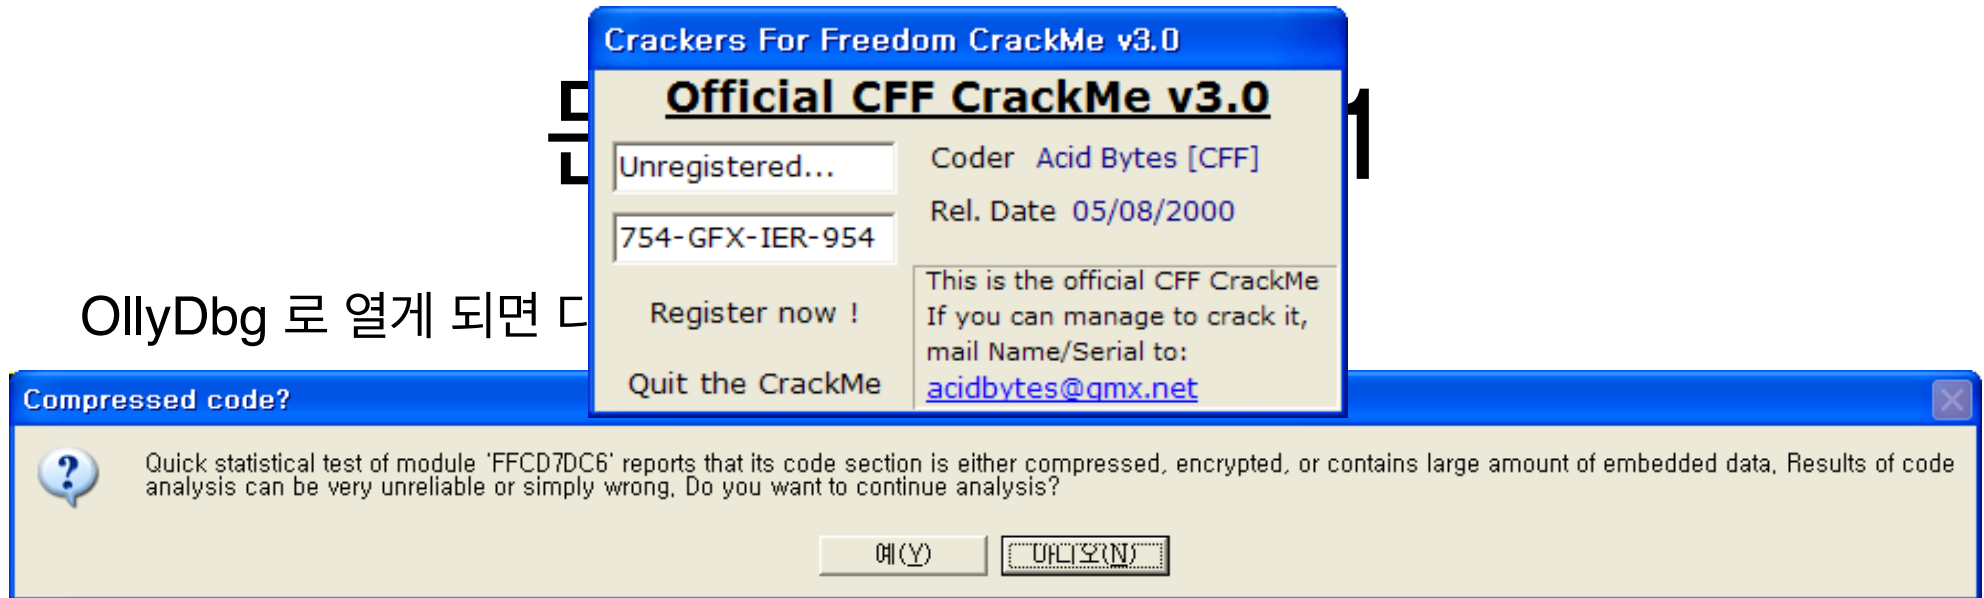 Crackers For Freedom CrackMe v3.0
Official CFF CrackMe v3.0
1
Unregistered...
Coder Acid Bytes [CFF]
754-GFX-IER-954
Rel. Date 05/08/2000
This is the official CFF CrackMe
If you can manage to crack it,
mail Name/Serial to:
acidbytes@gmx.net
Register now !
Quit the CrackMe
OllyDbg 로 열게 되면
Compressed code?
Quick statistical test of module 'FFCD7DC6' reports that its code section is either compressed, encrypted, or contains large amount of embedded data, Results of code
analysis can be very unreliable or simply wrong, Do you want to continue analysis?
예(Y)
아니오(N)